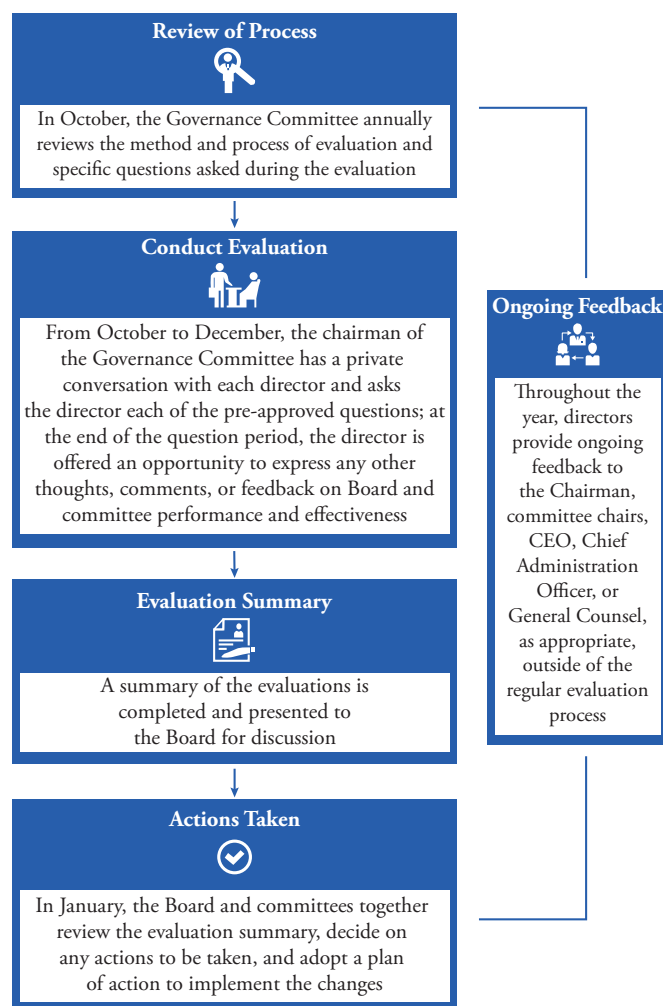 Review of Process
In October, the Governance Committee annually
reviews the method and process of evaluation and
specific questions asked during the evaluation
Conduct Evaluation
From October to December, the chairman of
the Governance Committee has a private
conversation with each director and asks
the director each of the pre-approved questions; at
the end of the question period, the director is
offered an opportunity to express any other
thoughts, comments, or feedback on Board and
committee performance and effectiveness
Evaluation Summary
A summary of the evaluations is
completed and presented to
the Board for discussion
Actions Taken
In January, the Board and committees together
review the evaluation summary, decide on
any actions to be taken, and adopt a plan
of action to implement the changes
Ongoing Feedback
Throughout the
year, directors
provide ongoing
feedback to
the Chairman,
committee chairs,
CEO, Chief
Administration
Officer, or
General Counsel,
as appropriate,
outside of the
regular evaluation
process